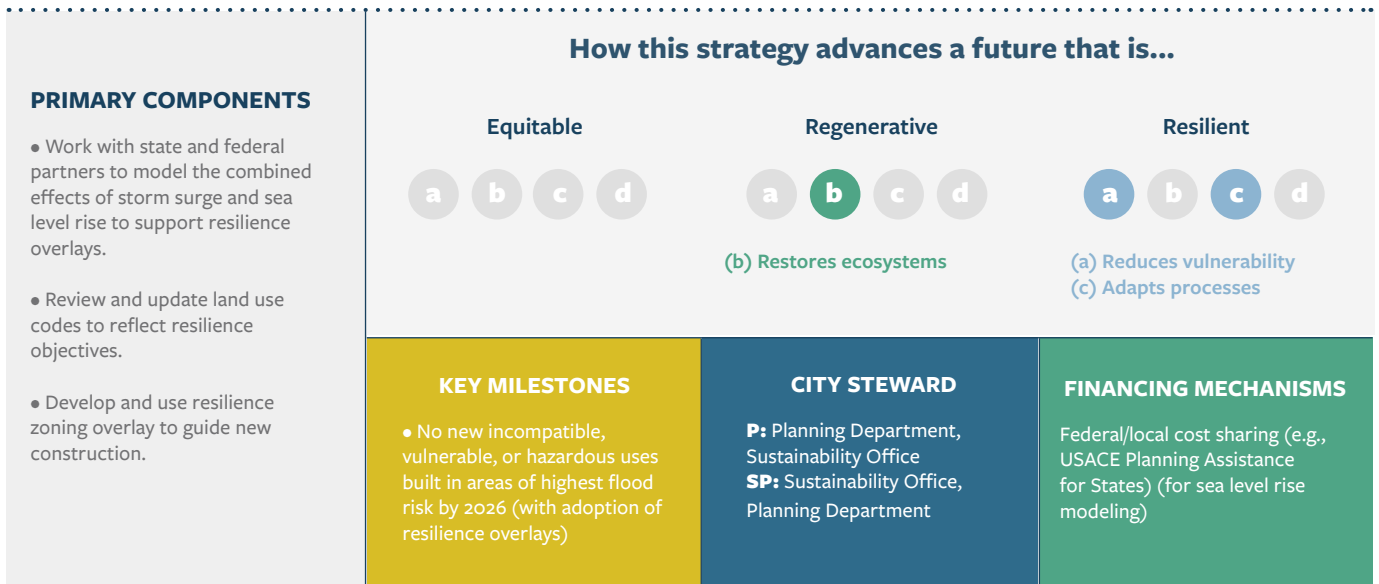 PRIMARY COMPONENTS
• Work with state and federal
partners to model the combined
effects of storm surge and sea
level rise to support resilience
overlays.
• Review and update land use
codes to reflect resilience
objectives.
• Develop and use resilience
zoning overlay to guide new
construction.
How this strategy advances a future that is...
Equitable
a b c d
Regenerative
a b c d
(b) Restores ecosystems
Resilient
a b c d
(a) Reduces vulnerability
(c) Adapts processes
KEY MILESTONES
• No new incompatible,
vulnerable, or hazardous uses
built in areas of highest flood
risk by 2026 (with adoption of
resilience overlays)
CITY STEWARD
P: Planning Department,
Sustainability Office
SP: Sustainability Office,
Planning Department
FINANCING MECHANISMS
Federal/local cost sharing (e.g.,
USACE Planning Assistance
for States) (for sea level rise
modeling)